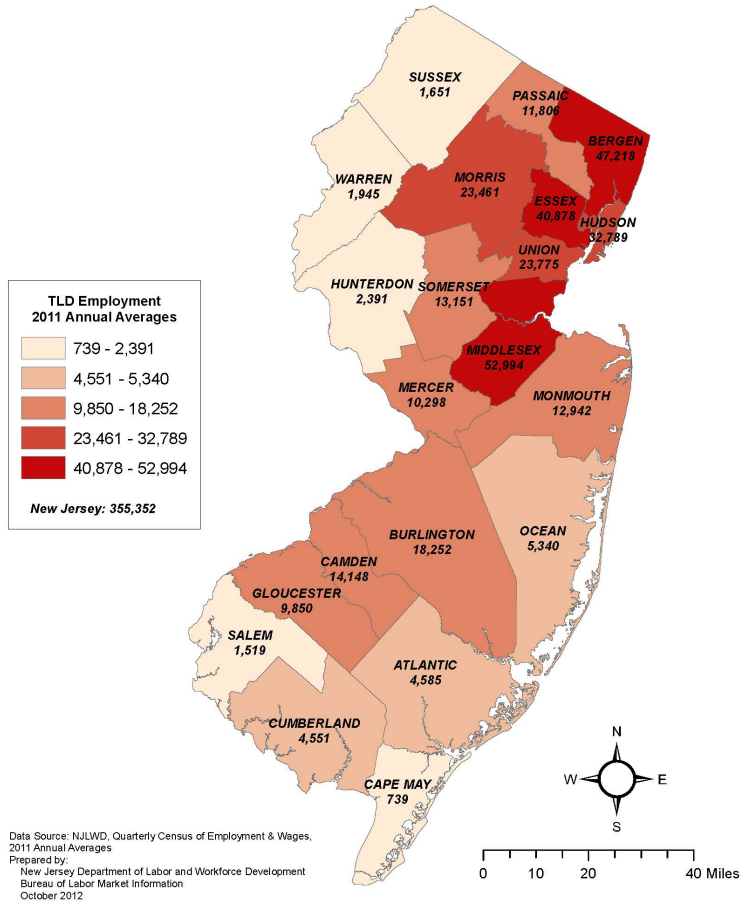 SUSSEX
1,651
PASSAIC
11,806
BERGEN
47,218
WARREN
1,945
MORRIS
23,461
ESSEX
40,878
HUDSON
32,789
UNION
23,775
HUNTERDON
2,391
SOMERSET
13,151
MIDDLESEX
52,994
MERCER
10,298
MONMOUTH
12,942
TLD Employment
2011 Annual Averages
739 - 2,391
4,551 - 5,340
9,850 - 18,252
23,461 - 32,789
40,878 - 52,994
New Jersey: 355,352
OCEAN
5,340
BURLINGTON
18,252
CAMDEN
14,148
GLOUCESTER
9,850
SALEM
1,519
ATLANTIC
4,585
CUMBERLAND
4,551
CAPE MAY
739
N
W
E
S
0 10 20 40 Miles
Data Source: NJLWD, Quarterly Census of Employment & Wages,
2011 Annual Averages
Prepared by:
New Jersey Department of Labor and Workforce Development
Bureau of Labor Market Information
October 2012